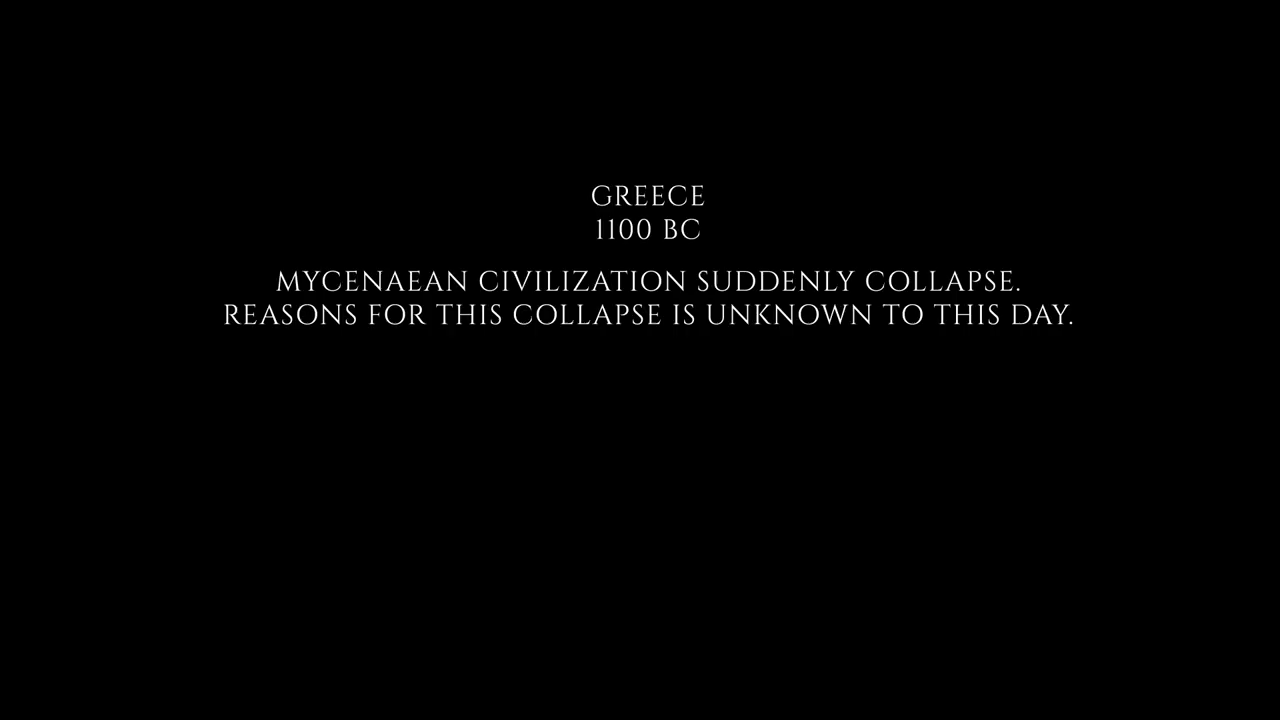 GREECE
1100 BC
MYCENAEAN CIVILIZATION SUDDENLY COLLAPSE.
REASONS FOR THIS COLLAPSE IS UNKNOWN TO THIS DAY.